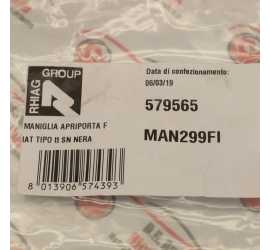 RHIAG GROUP
Data di confezionamento:
06/03/19
579565
MANIGLIA APRIPORTA F
IAT TIPO II SN NERA
MAN299FI
8 013906 574393